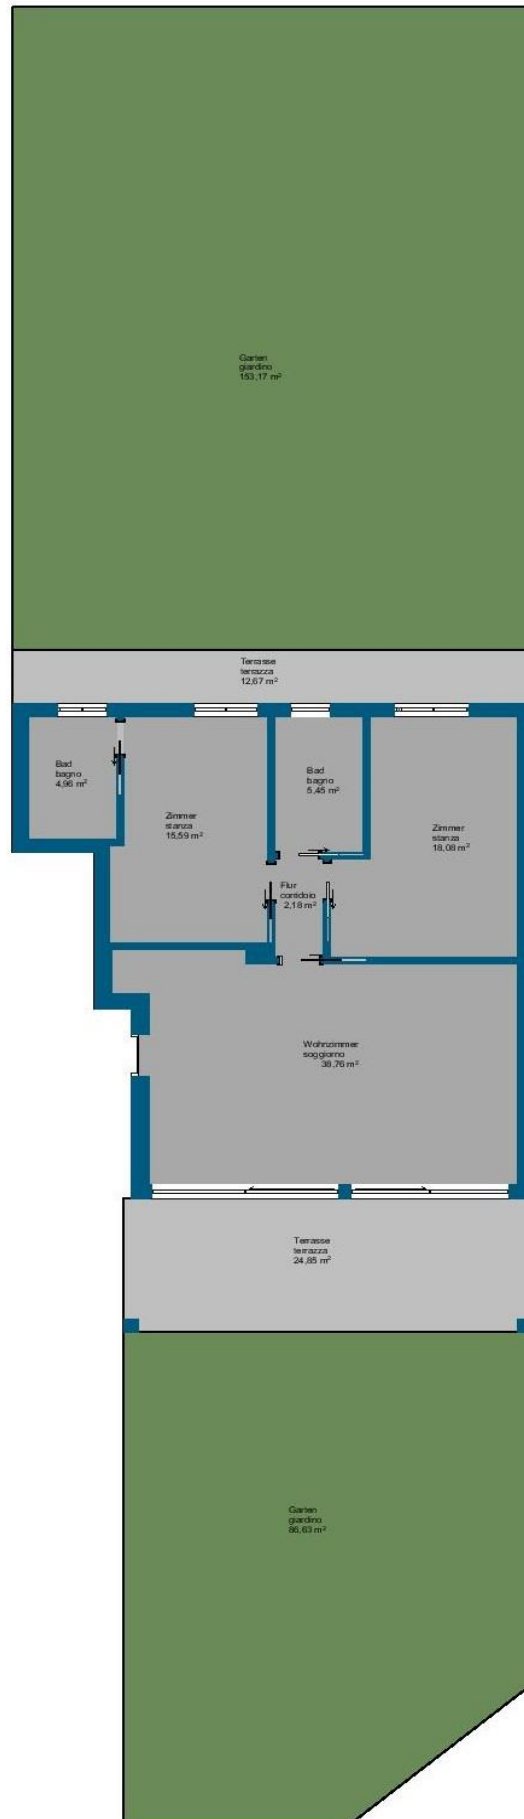 Garten
giardino
153,17 m²
Terrasse
terrazza
12,67 m²
Bad
bagno
4,96 m²
Zimmer
stanza
15,59 m²
Bad
bagno
5,45 m²
Zimmer
stanza
18,08 m²
Flur
corridoio
2,18 m²
Wohnzimmer
soggiorno
38,76 m²
Terrasse
terrazza
24,85 m²
Garten
giardino
86,63 m²